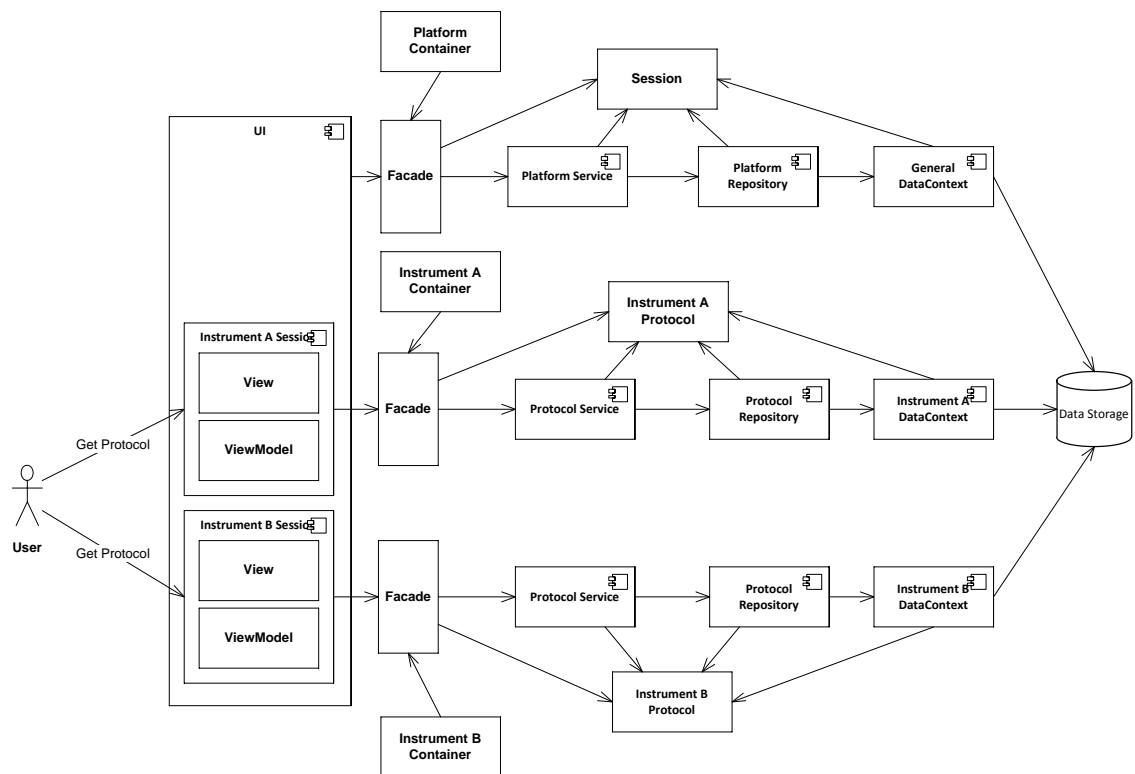 Platform
Container
Session
UI
Facade
Platform Service
Platform
Repository
General
DataContext
Instrument A
Container
Instrument A
Protocol
Instrument A Session
View
ViewModel
Facade
Protocol Service
Protocol
Repository
Instrument A
DataContext
Data Storage
Get Protocol
User
Get Protocol
Instrument B Session
View
ViewModel
Facade
Protocol Service
Protocol
Repository
Instrument B
DataContext
Instrument B
Protocol
Instrument B
Container